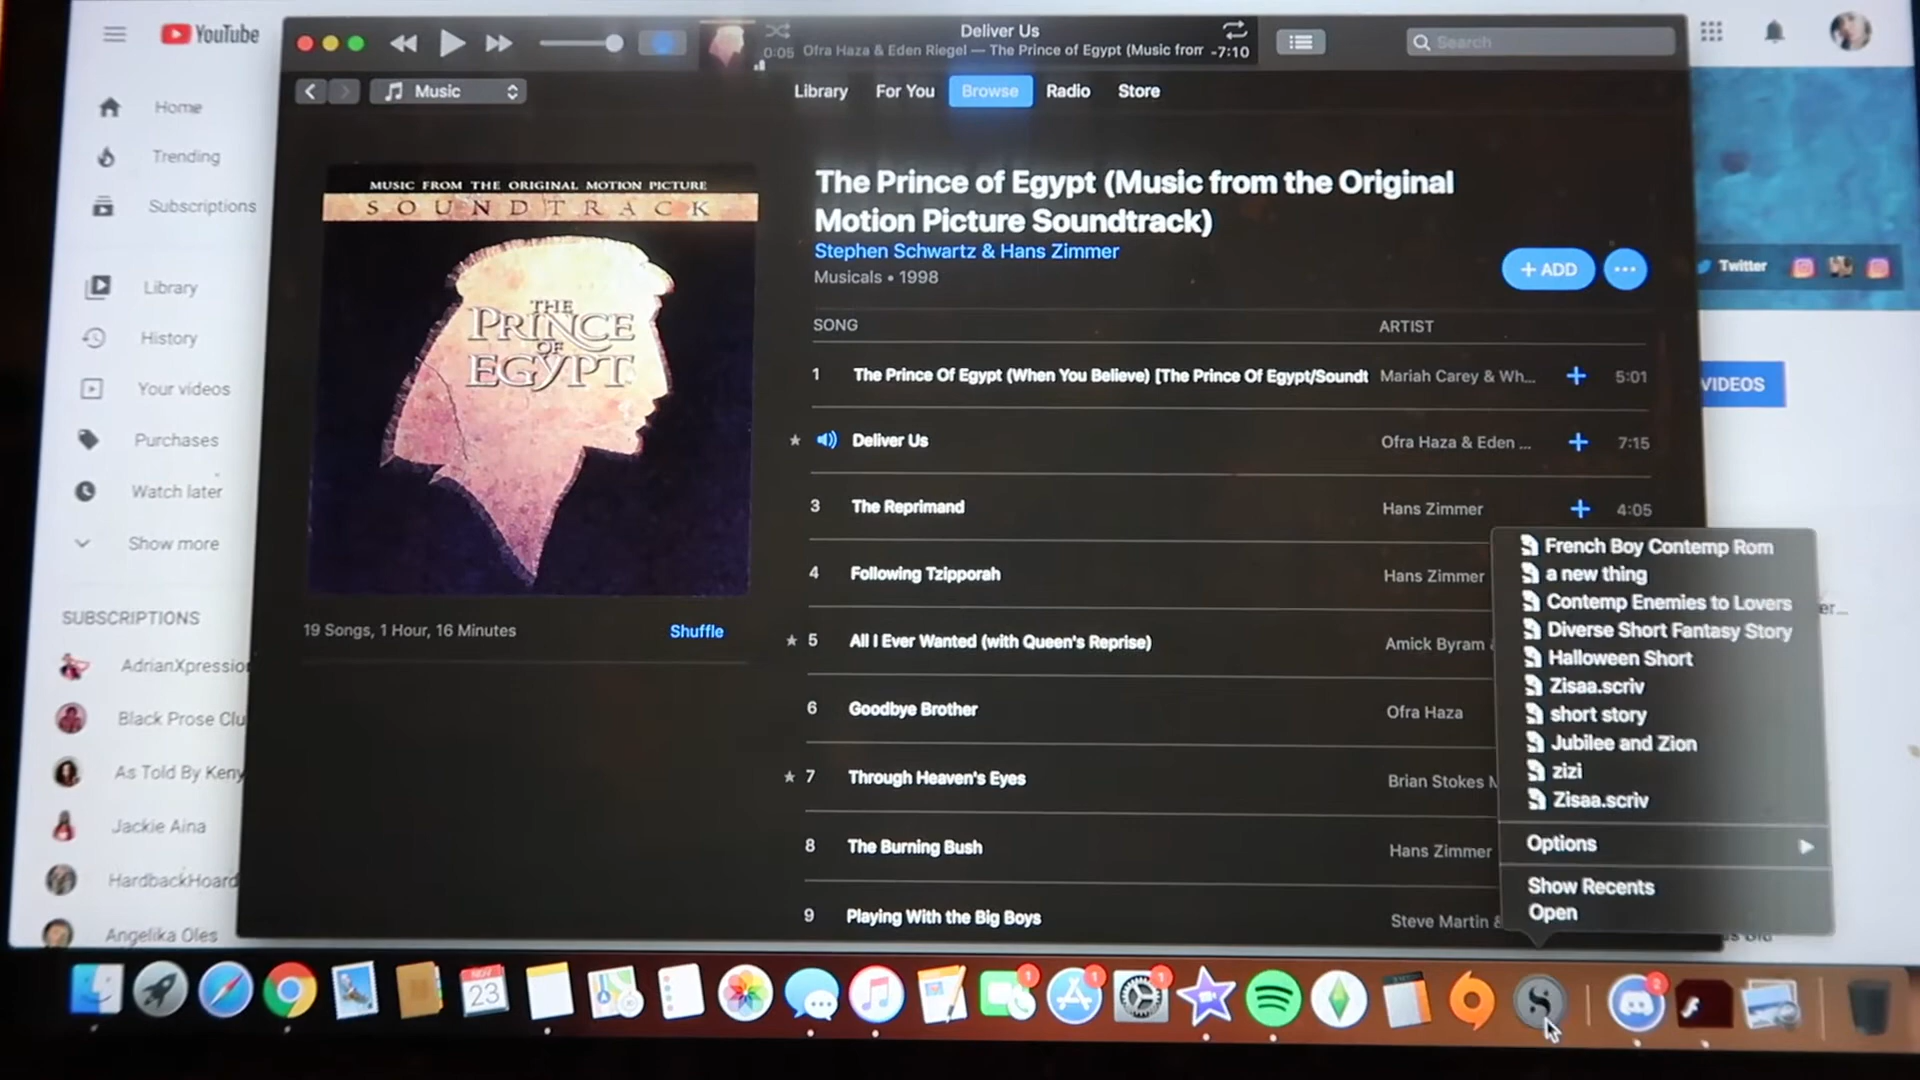 YouTube
Deliver Us
0:05
Ofra Haza & Eden Riegel — The Prince of Egypt (Music from
-7:10
Search
Music
Library
For You
Browse
Radio
Store
Home
Trending
Subscriptions
Library
History
Your videos
Purchases
Watch later
Show more
SUBSCRIPTIONS
AdrianXpression
Black Prose Clu
As Told By Keny
Jackie Aina
HardbackHoard
Angelika Oles
MUSIC FROM THE ORIGINAL MOTION PICTURE
SOUNDTRACK
THE
PRINCE
OF
EGYPT
19 Songs, 1 Hour, 16 Minutes
Shuffle
The Prince of Egypt (Music from the Original
Motion Picture Soundtrack)
Stephen Schwartz & Hans Zimmer
Musicals • 1998
+ ADD
Twitter
VIDEOS
SONG
ARTIST
1 The Prince Of Egypt (When You Believe) [The Prince Of Egypt/Soundt Mariah Carey & Wh... 5:01
Deliver Us Ofra Haza & Eden ... 7:15
3 The Reprimand Hans Zimmer 4:05
4 Following Tzipporah Hans Zimmer
5 All I Ever Wanted (with Queen's Reprise) Amick Byram
6 Goodbye Brother Ofra Haza
7 Through Heaven's Eyes Brian Stokes
8 The Burning Bush Hans Zimmer
9 Playing With the Big Boys Steve Martin &
French Boy Contemp Rom
a new thing
Contemp Enemies to Lovers
Diverse Short Fantasy Story
Halloween Short
Zisaa.scriv
short story
Jubilee and Zion
zizi
Zisaa.scriv
Options
Show Recents
Open
er...
NOV
23
1
1
1
2